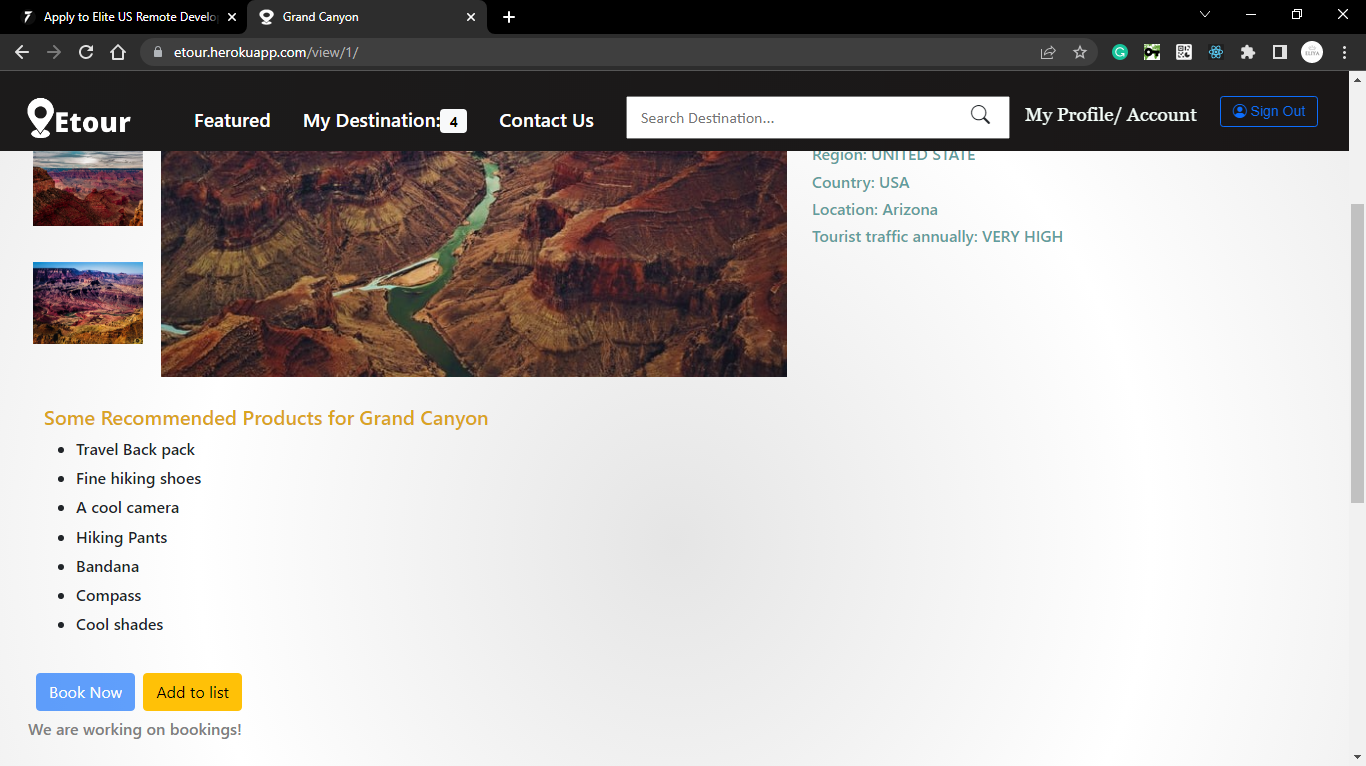 Apply to Elite US Remote Develo
Grand Canyon
etour.herokuapp.com/view/1/
Etour
Featured
My Destination: 4
Contact Us
Search Destination...
My Profile/ Account
Sign Out
Region: UNITED STATE
Country: USA
Location: Arizona
Tourist traffic annually: VERY HIGH
Some Recommended Products for Grand Canyon
Travel Back pack
Fine hiking shoes
A cool camera
Hiking Pants
Bandana
Compass
Cool shades
Book Now
Add to list
We are working on bookings!